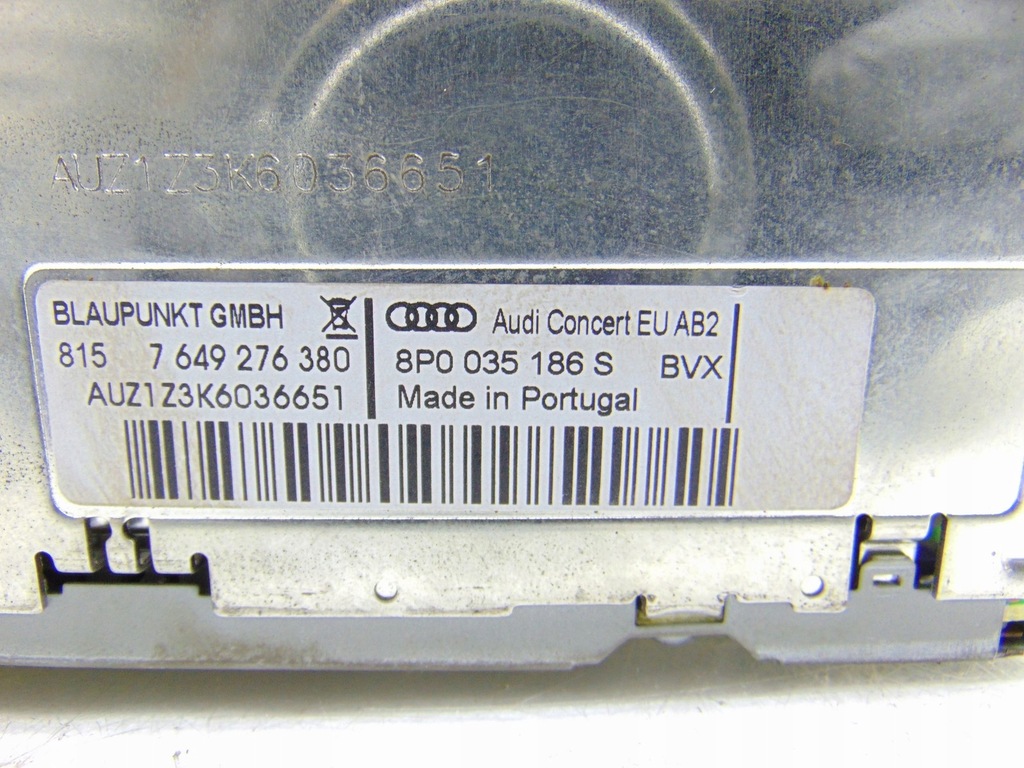 AUZ1Z3K6036651
BLAUPUNKT GMBH
815 7 649 276 380
AUZ1Z3K6036651
Audi Concert EU AB2
8P0 035 186 S BVX
Made in Portugal